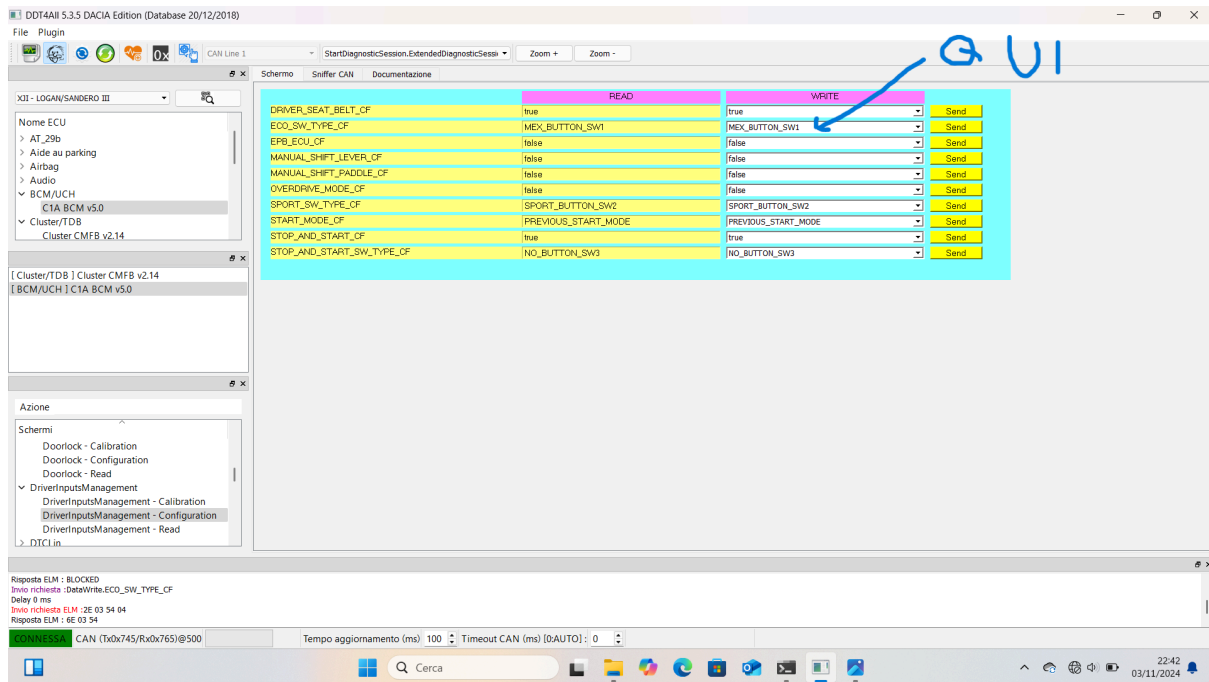 DDT4All 5.3.5 DACIA Edition (Database 20/12/2018)
File Plugin
0x CAN Line 1 StartDiagnosticSession.ExtendedDiagnosticSessi Zoom + Zoom -
Q UI
Schermo Sniffer CAN Documentazione
XJI - LOGAN/SANDERO III
Nome ECU
> AT_29b
> Aide au parking
> Airbag
> Audio
BCM/UCH
C1A BCM v5.0
Cluster/TDB
Cluster CMFB v2.14
[ Cluster/TDB ] Cluster CMFB v2.14
[ BCM/UCH ] C1A BCM v5.0
Azione
Schermi
Doorlock - Calibration
Doorlock - Configuration
Doorlock - Read
DriverInputsManagement
DriverInputsManagement - Calibration
DriverInputsManagement - Configuration
DriverInputsManagement - Read
> DTCLin
READ WRITE
DRIVER_SEAT_BELT_CF true true Send
ECO_SW_TYPE_CF MEX_BUTTON_SW1 MEX_BUTTON_SW1 Send
EPB_ECU_CF false false Send
MANUAL_SHIFT_LEVER_CF false false Send
MANUAL_SHIFT_PADDLE_CF false false Send
OVERDRIVE_MODE_CF false false Send
SPORT_SW_TYPE_CF SPORT_BUTTON_SW2 SPORT_BUTTON_SW2 Send
START_MODE_CF PREVIOUS_START_MODE PREVIOUS_START_MODE Send
STOP_AND_START_CF true true Send
STOP_AND_START_SW_TYPE_CF NO_BUTTON_SW3 NO_BUTTON_SW3 Send
Risposta ELM : BLOCKED
Invio richiesta :DataWrite.ECO_SW_TYPE_CF
Delay 0 ms
Invio richiesta ELM :2E 03 54 04
Risposta ELM : 6E 03 54
CONNESSA CAN (Tx0x745/Rx0x765)@500 Tempo aggiornamento (ms) 100 Timeout CAN (ms) [0:AUTO] : 0
Cerca
22:42
03/11/2024